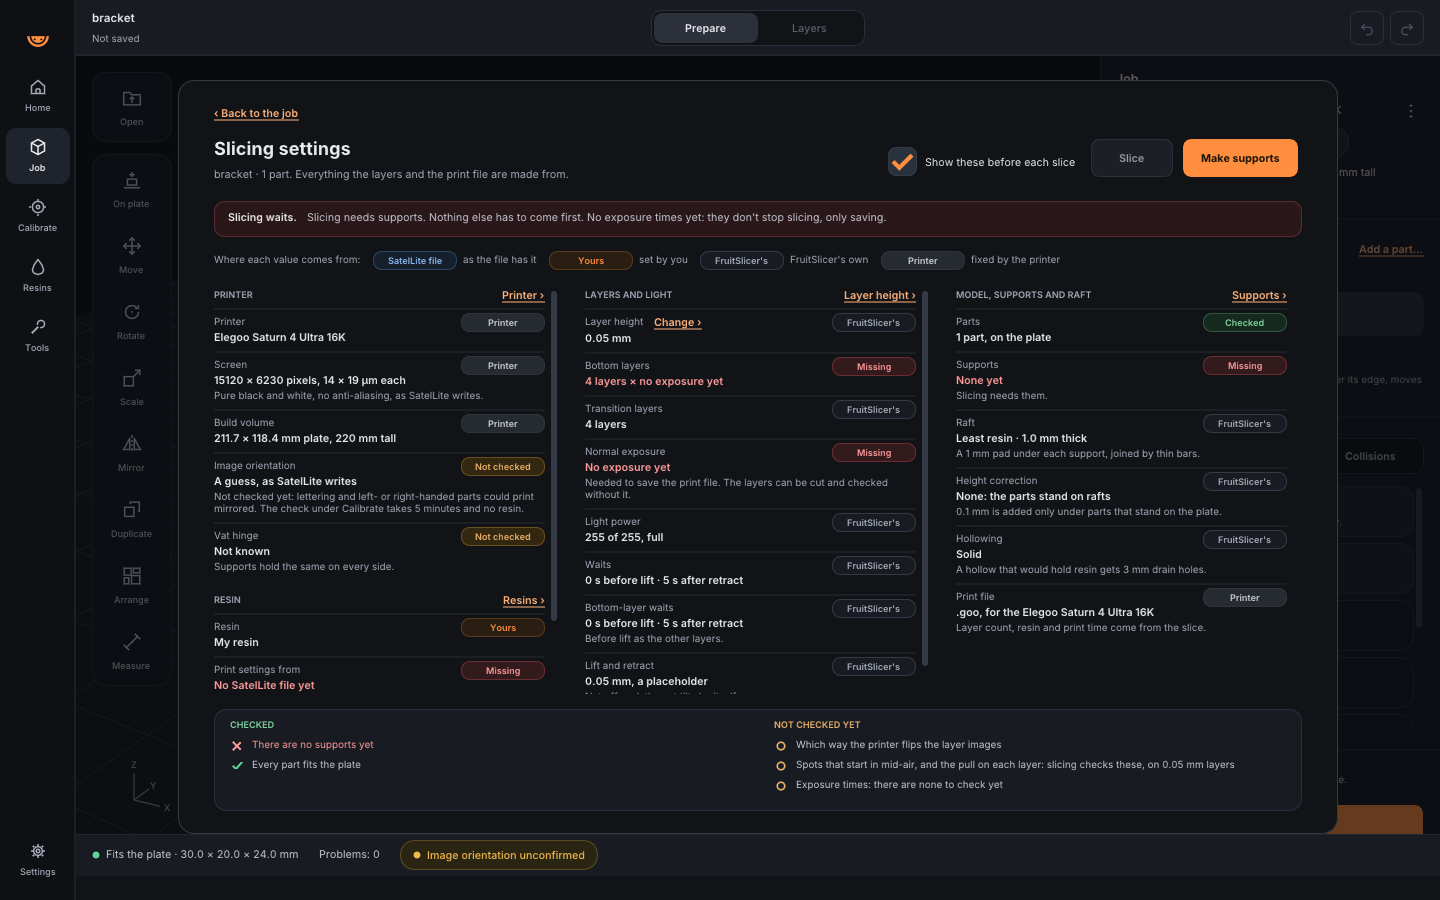 bracket
Not saved
Prepare
Layers
Home
Job
Calibrate
Resins
Tools
Settings
Open
On plate
Move
Rotate
Scale
Mirror
Duplicate
Arrange
Measure
Job
mm tall
Add a part...
er its edge, moves
Collisions
‹ Back to the job
Slicing settings
bracket · 1 part. Everything the layers and the print file are made from.
Show these before each slice
Slice
Make supports
Slicing waits. Slicing needs supports. Nothing else has to come first. No exposure times yet: they don't stop slicing, only saving.
Where each value comes from: SatelLite file as the file has it Yours set by you FruitSlicer's FruitSlicer's own Printer fixed by the printer
PRINTER Printer ›
Printer Printer
Elegoo Saturn 4 Ultra 16K
Screen Printer
15120 × 6230 pixels, 14 × 19 µm each
Pure black and white, no anti-aliasing, as SatelLite writes.
Build volume Printer
211.7 × 118.4 mm plate, 220 mm tall
Image orientation Not checked
A guess, as SatelLite writes
Not checked yet: lettering and left- or right-handed parts could print
mirrored. The check under Calibrate takes 5 minutes and no resin.
Vat hinge Not checked
Not known
Supports hold the same on every side.
RESIN Resins ›
Resin Yours
My resin
Print settings from Missing
No SatelLite file yet
LAYERS AND LIGHT Layer height ›
Layer height Change › FruitSlicer's
0.05 mm
Bottom layers Missing
4 layers × no exposure yet
Transition layers FruitSlicer's
4 layers
Normal exposure Missing
No exposure yet
Needed to save the print file. The layers can be cut and checked
without it.
Light power FruitSlicer's
255 of 255, full
Waits FruitSlicer's
0 s before lift · 5 s after retract
Bottom-layer waits FruitSlicer's
0 s before lift · 5 s after retract
Before lift as the other layers.
Lift and retract FruitSlicer's
0.05 mm, a placeholder
MODEL, SUPPORTS AND RAFT Supports ›
Parts Checked
1 part, on the plate
Supports Missing
None yet
Slicing needs them.
Raft FruitSlicer's
Least resin · 1.0 mm thick
A 1 mm pad under each support, joined by thin bars.
Height correction FruitSlicer's
None: the parts stand on rafts
0.1 mm is added only under parts that stand on the plate.
Hollowing FruitSlicer's
Solid
A hollow that would hold resin gets 3 mm drain holes.
Print file Printer
.goo, for the Elegoo Saturn 4 Ultra 16K
Layer count, resin and print time come from the slice.
CHECKED
There are no supports yet
Every part fits the plate
NOT CHECKED YET
Which way the printer flips the layer images
Spots that start in mid-air, and the pull on each layer: slicing checks these, on 0.05 mm layers
Exposure times: there are none to check yet
Z
Y
X
Fits the plate · 30.0 × 20.0 × 24.0 mm
Problems: 0
Image orientation unconfirmed